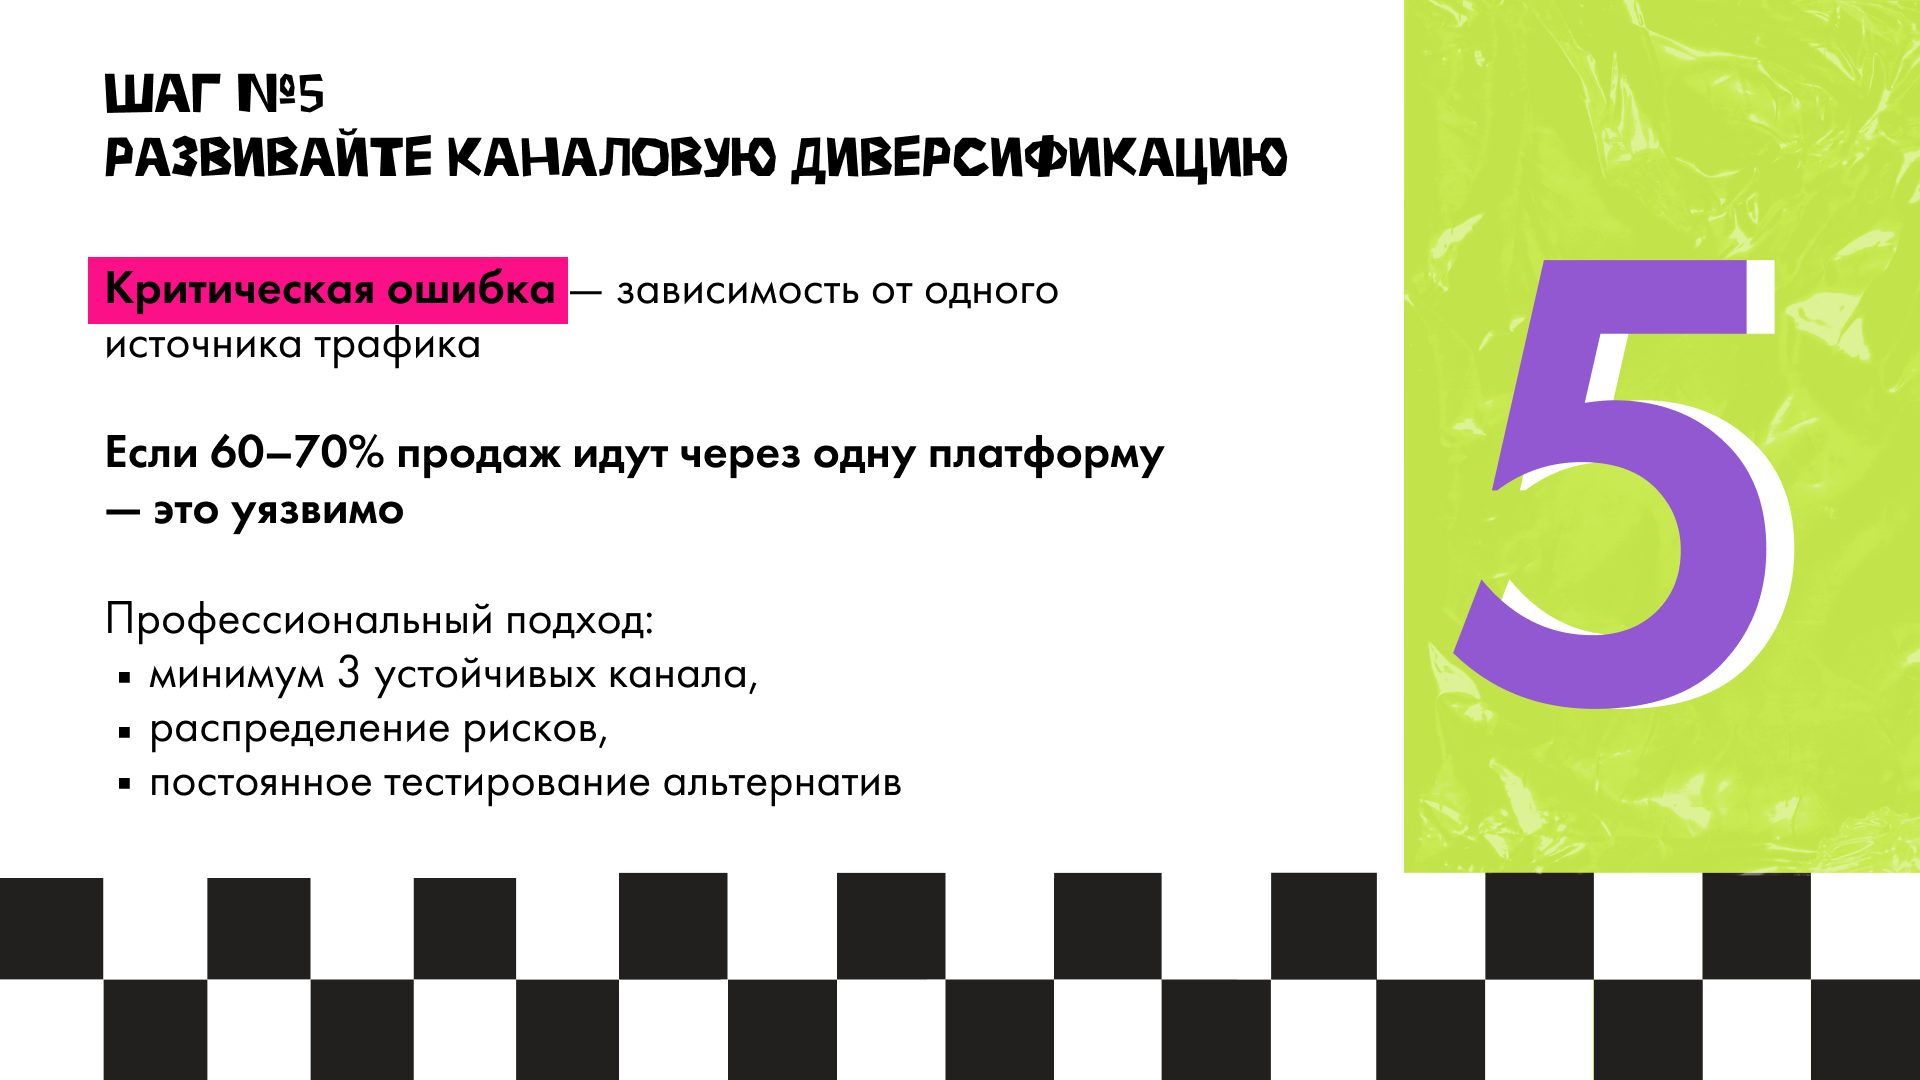 ШАГ №5
РАЗВИВАЙТЕ КАНАЛОВУЮ ДИВЕРСИФИКАЦИЮ
Критическая ошибка — зависимость от одного
источника трафика
Если 60–70% продаж идут через одну платформу
— это уязвимо
Профессиональный подход:
▪ минимум 3 устойчивых канала,
▪ распределение рисков,
▪ постоянное тестирование альтернатив
5